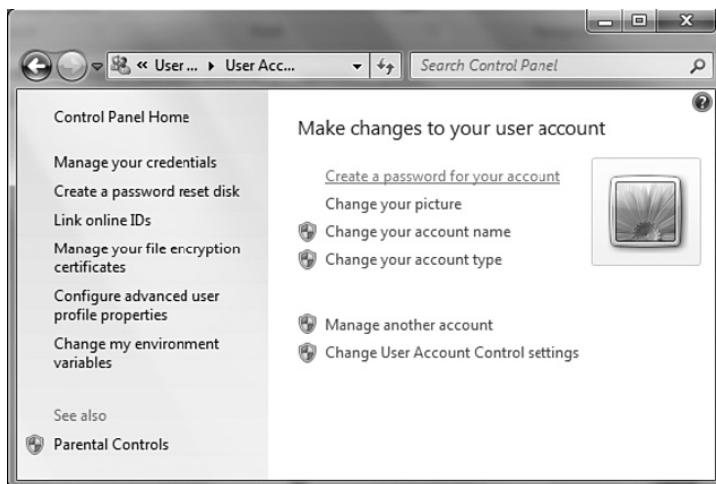 « User ... ▸ User Acc...
Search Control Panel
Control Panel Home
Manage your credentials
Create a password reset disk
Link online IDs
Manage your file encryption
certificates
Configure advanced user
profile properties
Change my environment
variables
See also
Parental Controls
Make changes to your user account
Create a password for your account
Change your picture
Change your account name
Change your account type
Manage another account
Change User Account Control settings